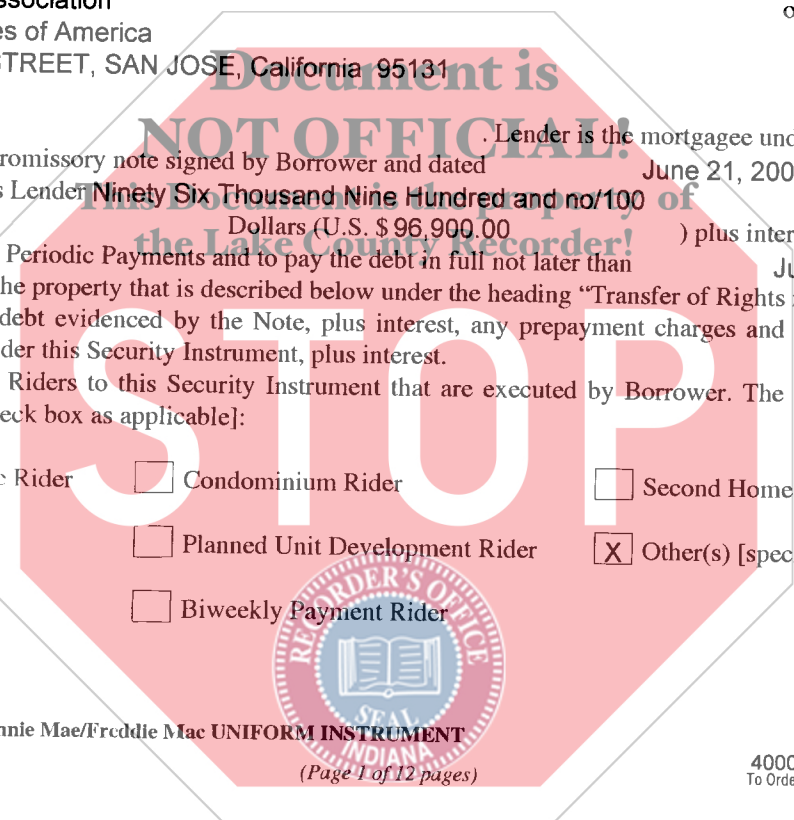 ssociation
o
es of America
STREET, SAN JOSE, California 95131
Document is
NOT OFFICIAL!
. Lender is the mortgagee und
romissory note signed by Borrower and dated June 21, 200
s Lender Ninety Six Thousand Nine Hundred and no/100
This Document is the property of
Dollars (U.S. $ 96,900.00 ) plus inter
the Lake County Recorder!
Periodic Payments and to pay the debt in full not later than Ju
he property that is described below under the heading “Transfer of Rights
debt evidenced by the Note, plus interest, any prepayment charges and
der this Security Instrument, plus interest.
Riders to this Security Instrument that are executed by Borrower. The
eck box as applicable]:
STOP
Rider Condominium Rider Second Home
Planned Unit Development Rider X Other(s) [spec
Biweekly Payment Rider
RECORDER'S OFFICE
SEAL
INDIANA
nnie Mae/Freddie Mac UNIFORM INSTRUMENT
(Page 1 of 12 pages)
4000
To Orde